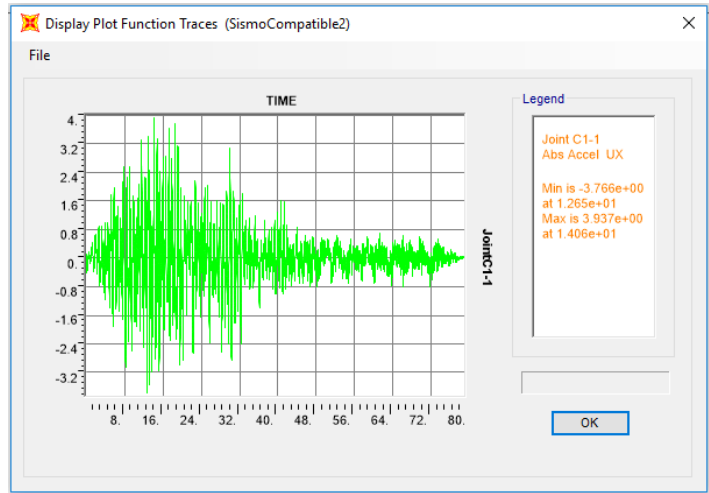 Display Plot Function Traces (SismoCompatible2)
File
TIME
4.
3.2
2.4
1.6
0.8
0.
-0.8
-1.6
-2.4
-3.2
8. 16. 24. 32. 40. 48. 56. 64. 72. 80.
JointC1-1
Legend
Joint C1-1
Abs Accel UX
Min is -3.766e+00
at 1.265e+01
Max is 3.937e+00
at 1.406e+01
OK